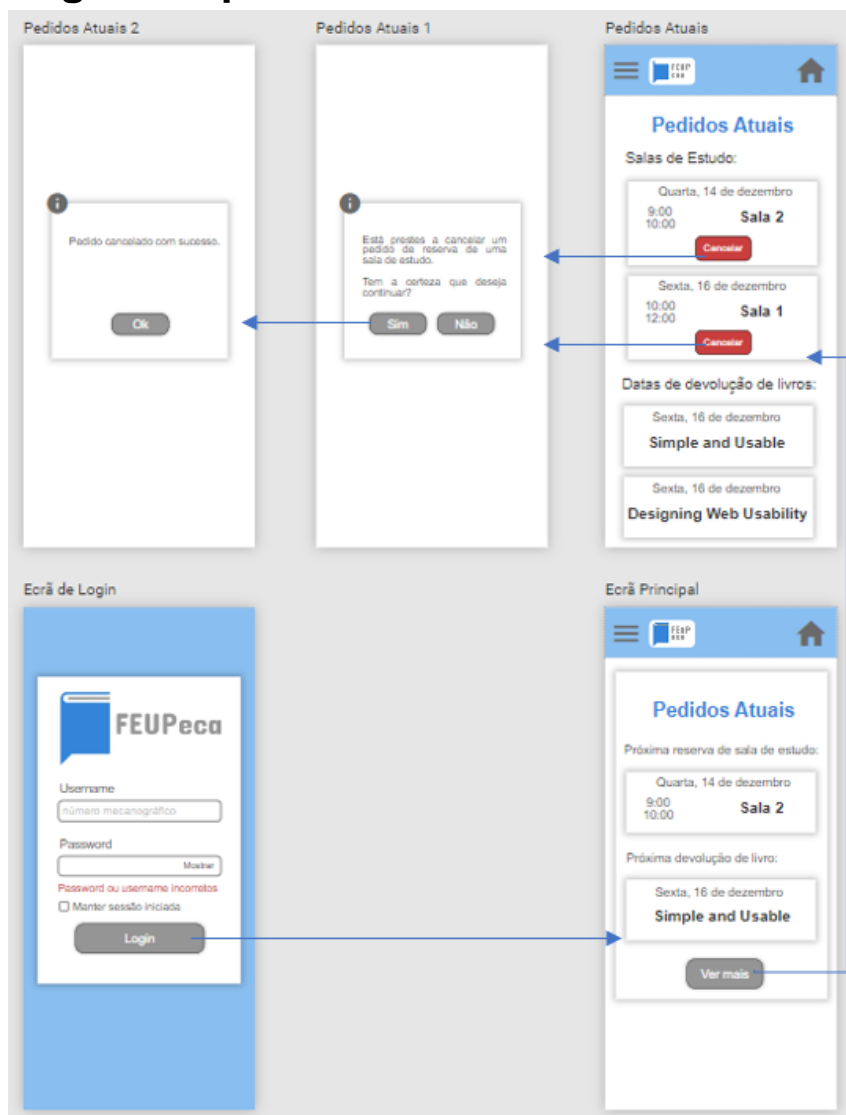 Pedidos Atuais 2
Pedidos Atuais 1
Pedidos Atuais
Pedido cancelado com sucesso.
Ok
Está prestes a cancelar um
pedido de reserva de uma
sala de estudo.
Tem a certeza que deseja
continuar?
Sim
Não
Pedidos Atuais
Salas de Estudo:
Quarta, 14 de dezembro
9:00
10:00
Sala 2
Cancelar
Sexta, 16 de dezembro
10:00
12:00
Sala 1
Cancelar
Datas de devolução de livros:
Sexta, 16 de dezembro
Simple and Usable
Sexta, 16 de dezembro
Designing Web Usability
Ecrã de Login
Ecrã Principal
FEUPeca
Username
número mecanográfico
Password
Mostrar
Password ou username incorretos
Manter sessão iniciada
Login
FEUP
eca
Pedidos Atuais
Próxima reserva de sala de estudo:
Quarta, 14 de dezembro
9:00
10:00
Sala 2
Próxima devolução de livro:
Sexta, 16 de dezembro
Simple and Usable
Ver mais